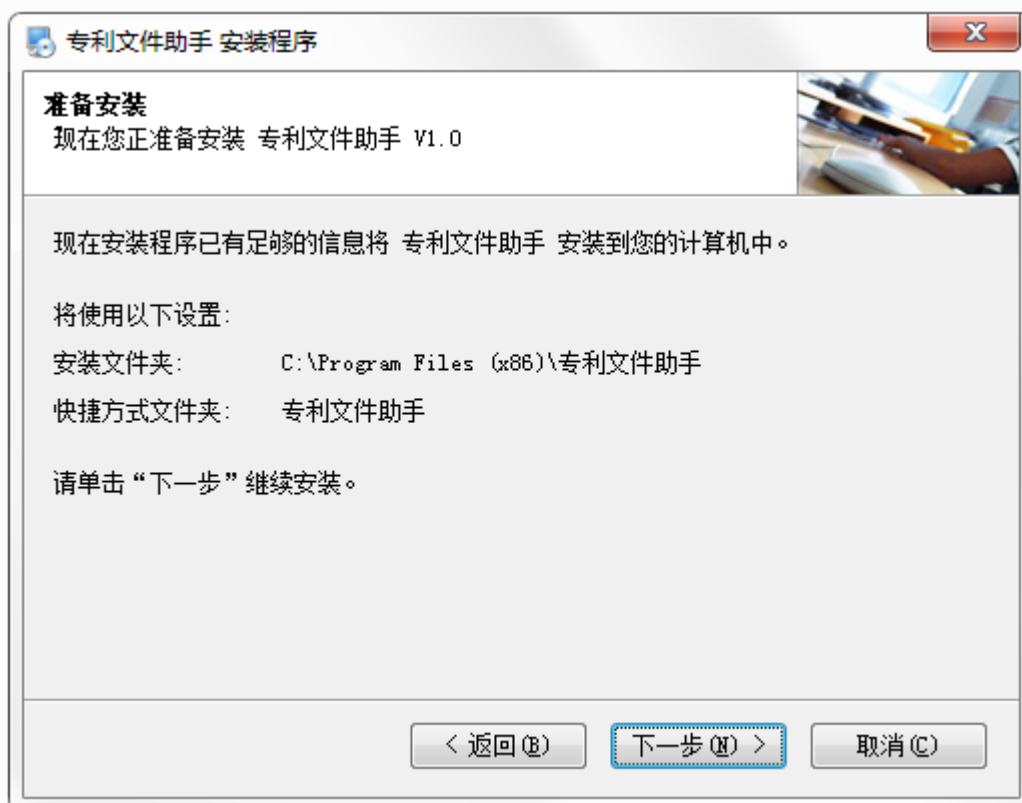 专利文件助手 安装程序
准备安装
现在您正准备安装 专利文件助手 V1.0
现在安装程序已有足够的信息将 专利文件助手 安装到您的计算机中。
将使用以下设置:
安装文件夹: C:\Program Files (x86)\专利文件助手
快捷方式文件夹: 专利文件助手
请单击“下一步”继续安装。
< 返回(B) 下一步(N) > 取消(C)